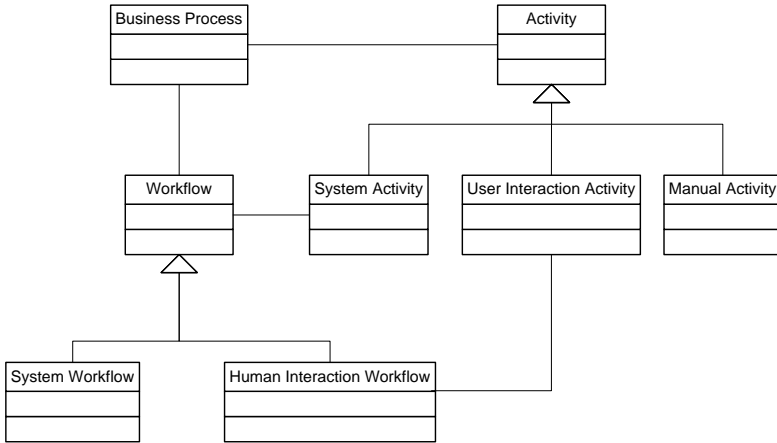 Business Process
Activity
Workflow
System Activity
User Interaction Activity
Manual Activity
System Workflow
Human Interaction Workflow